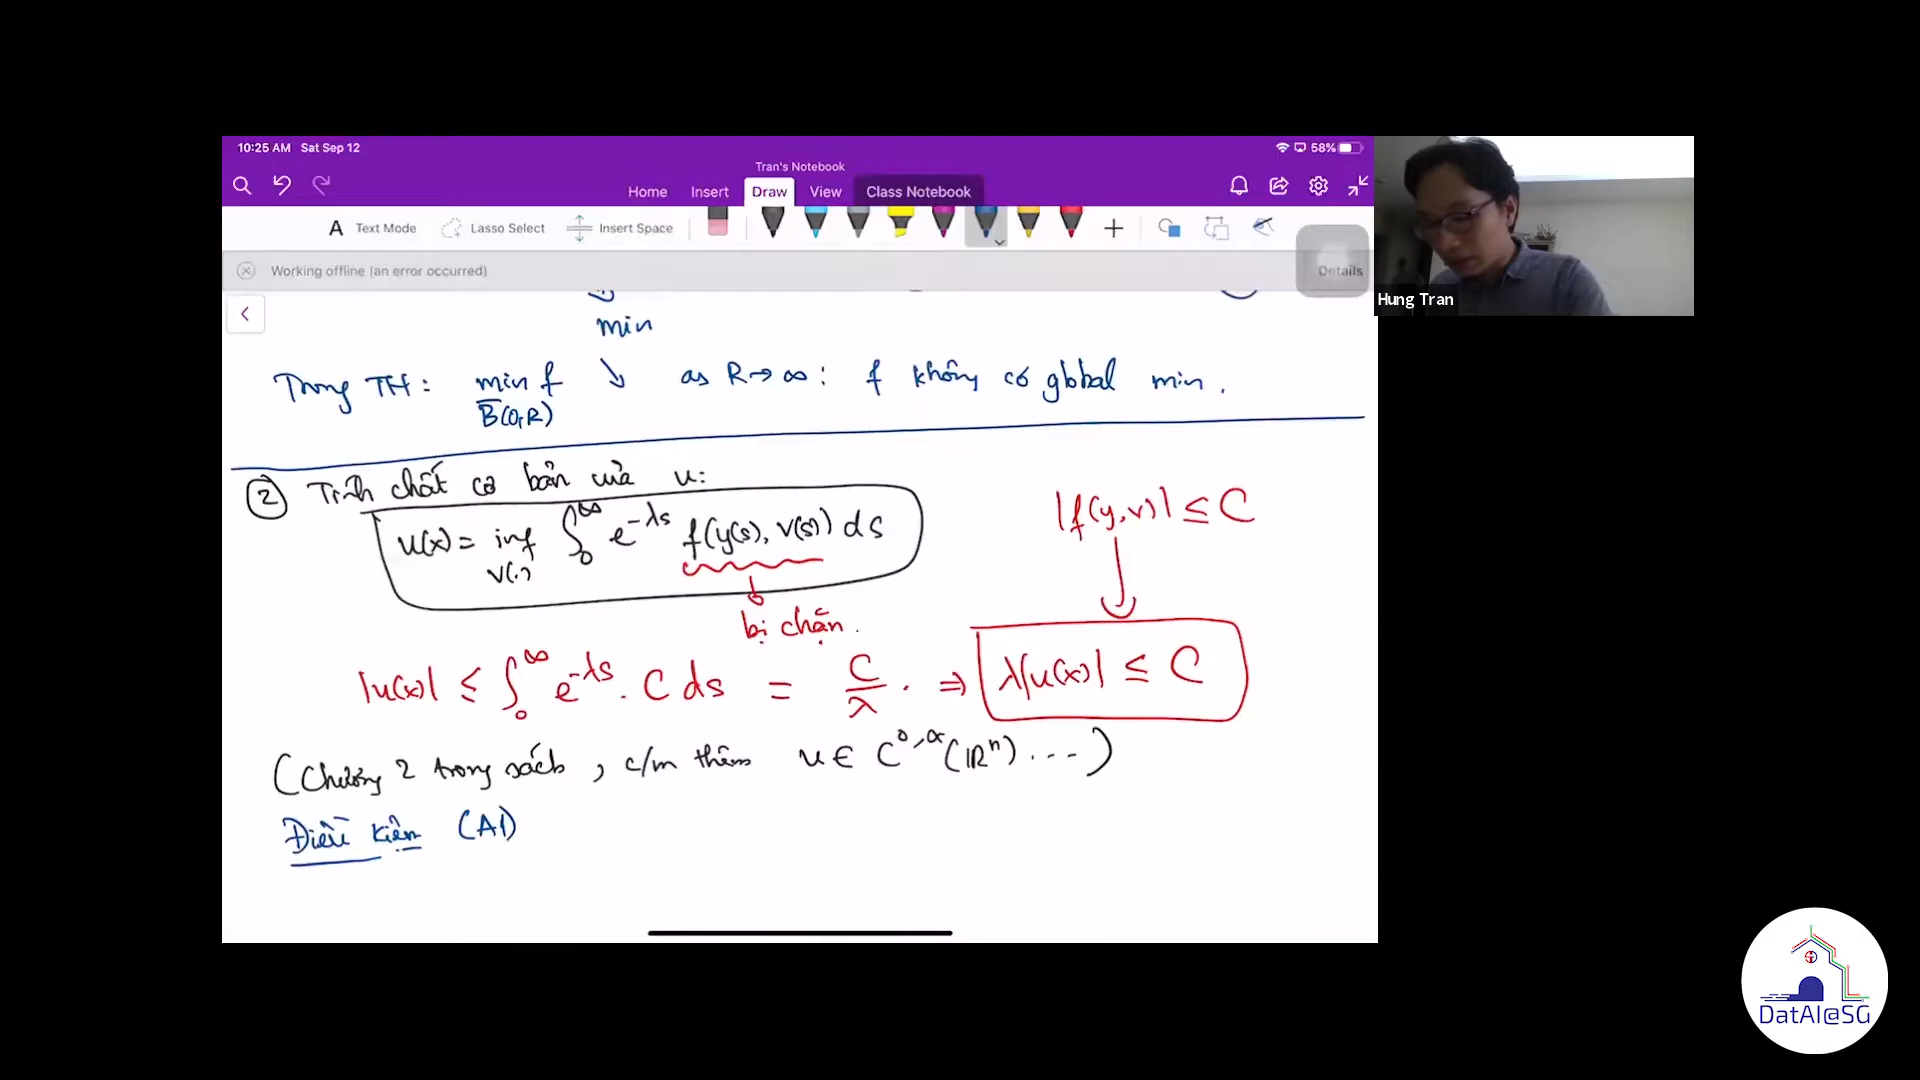 10:25 AM Sat Sep 12
58%
Tran's Notebook
Home Insert Draw View Class Notebook
A Text Mode Lasso Select Insert Space
Working offline (an error occurred) Details
Hung Tran
min
Trong TH: min f ↘ as R→∞: f không có global min.
B̄(0,R)
② Tính chất cơ bản của u:
u(x) = inf ∫₀^∞ e^{-λs} f(y(s), v(s)) ds
v(.)
|f(y,v)| ≤ C
bị chặn.
|u(x)| ≤ ∫₀^∞ e^{-λs} . C ds = C/λ . ⇒ λ|u(x)| ≤ C
(Chương 2 trong sách, c/m thêm u ∈ C^{0,α}(ℝⁿ) ...)
Điều kiện (A1)
DatAI@SG